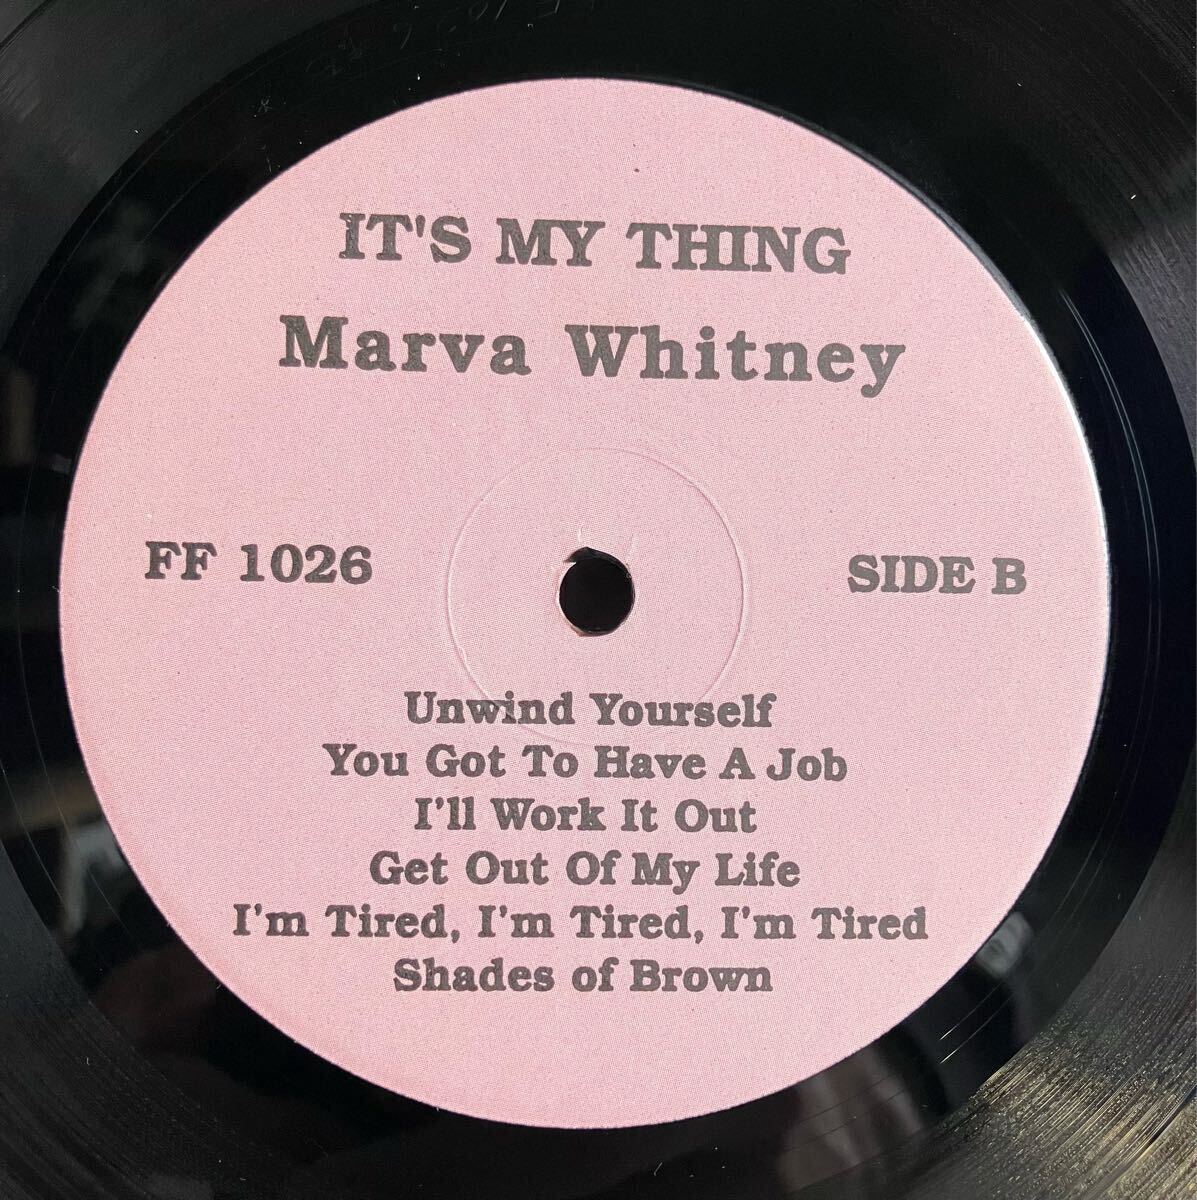 IT'S MY THING
Marva Whitney
FF 1026
SIDE B
Unwind Yourself
You Got To Have A Job
I'll Work It Out
Get Out Of My Life
I'm Tired, I'm Tired, I'm Tired
Shades of Brown